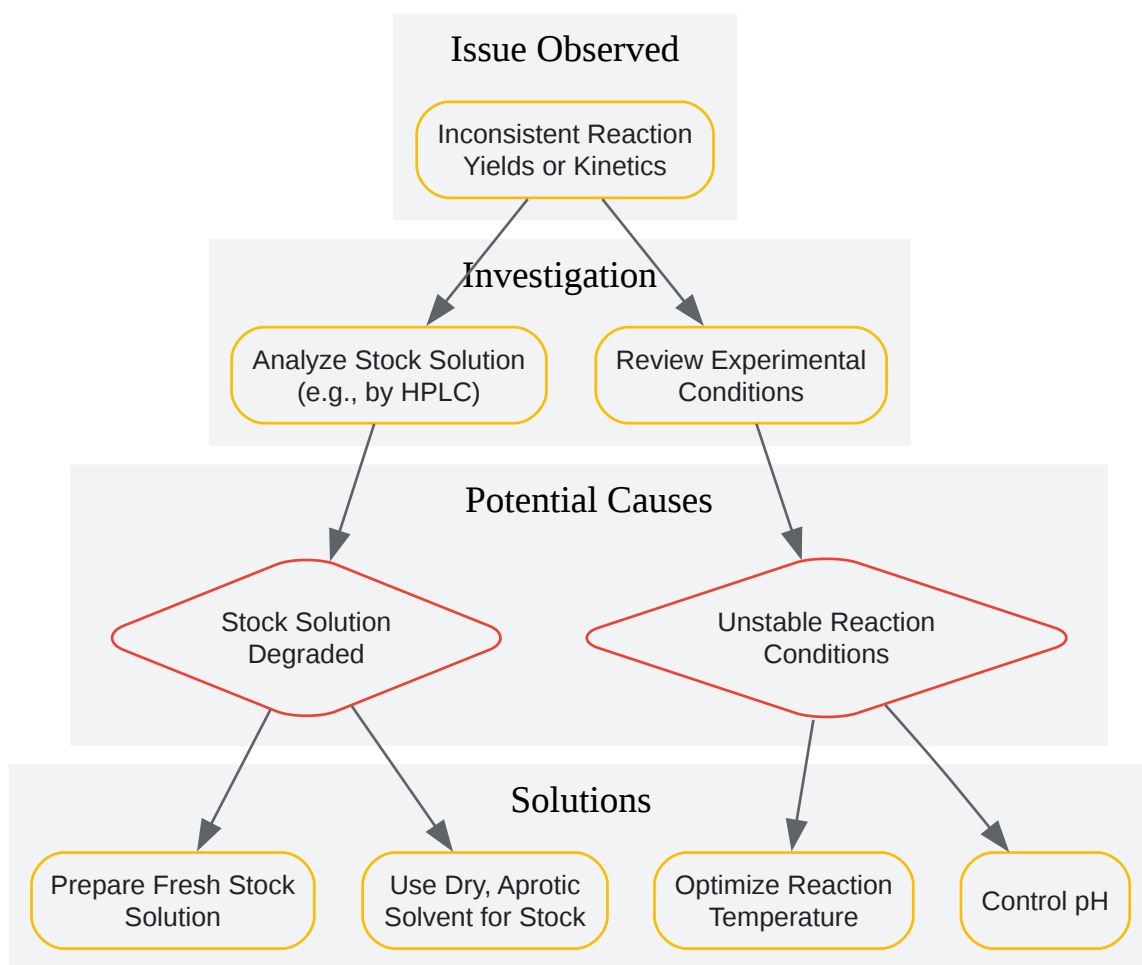 Issue Observed
Inconsistent Reaction
Yields or Kinetics
Investigation
Analyze Stock Solution
(e.g., by HPLC)
Review Experimental
Conditions
Potential Causes
Stock Solution
Degraded
Unstable Reaction
Conditions
Solutions
Prepare Fresh Stock
Solution
Use Dry, Aprotic
Solvent for Stock
Optimize Reaction
Temperature
Control pH